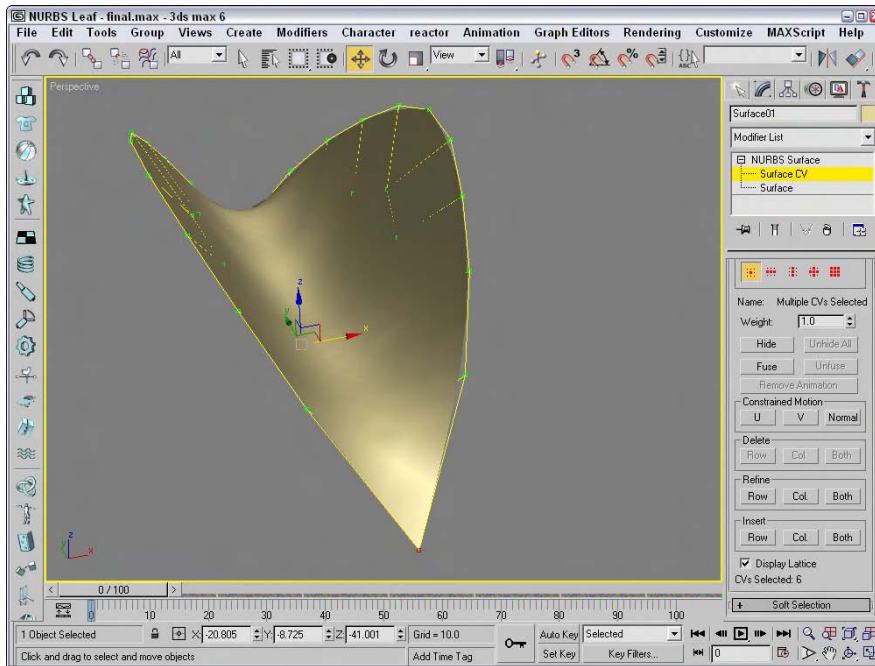 NURBS Leaf - final.max - 3ds max 6
File Edit Tools Group Views Create Modifiers Character reactor Animation Graph Editors Rendering Customize MAXScript Help
All View
Perspective
Surface01
Modifier List
NURBS Surface
Surface CV
Surface
Name: Multiple CVs Selected
Weight: 1.0
Hide Unhide All
Fuse Unfuse
Remove Animation
Constrained Motion
U V Normal
Delete
Row Col. Both
Refine
Row Col. Both
Insert
Row Col. Both
Display Lattice
CVs Selected: 6
+ Soft Selection
z
y
x
z
y
x
< 0 / 100 >
0 10 20 30 40 50 60 70 80 90 100
1 Object Selected X: -20.805 Y: -8.725 Z: -41.001 Grid = 10.0 Auto Key Selected
Click and drag to select and move objects Add Time Tag Set Key Key Filters... 0